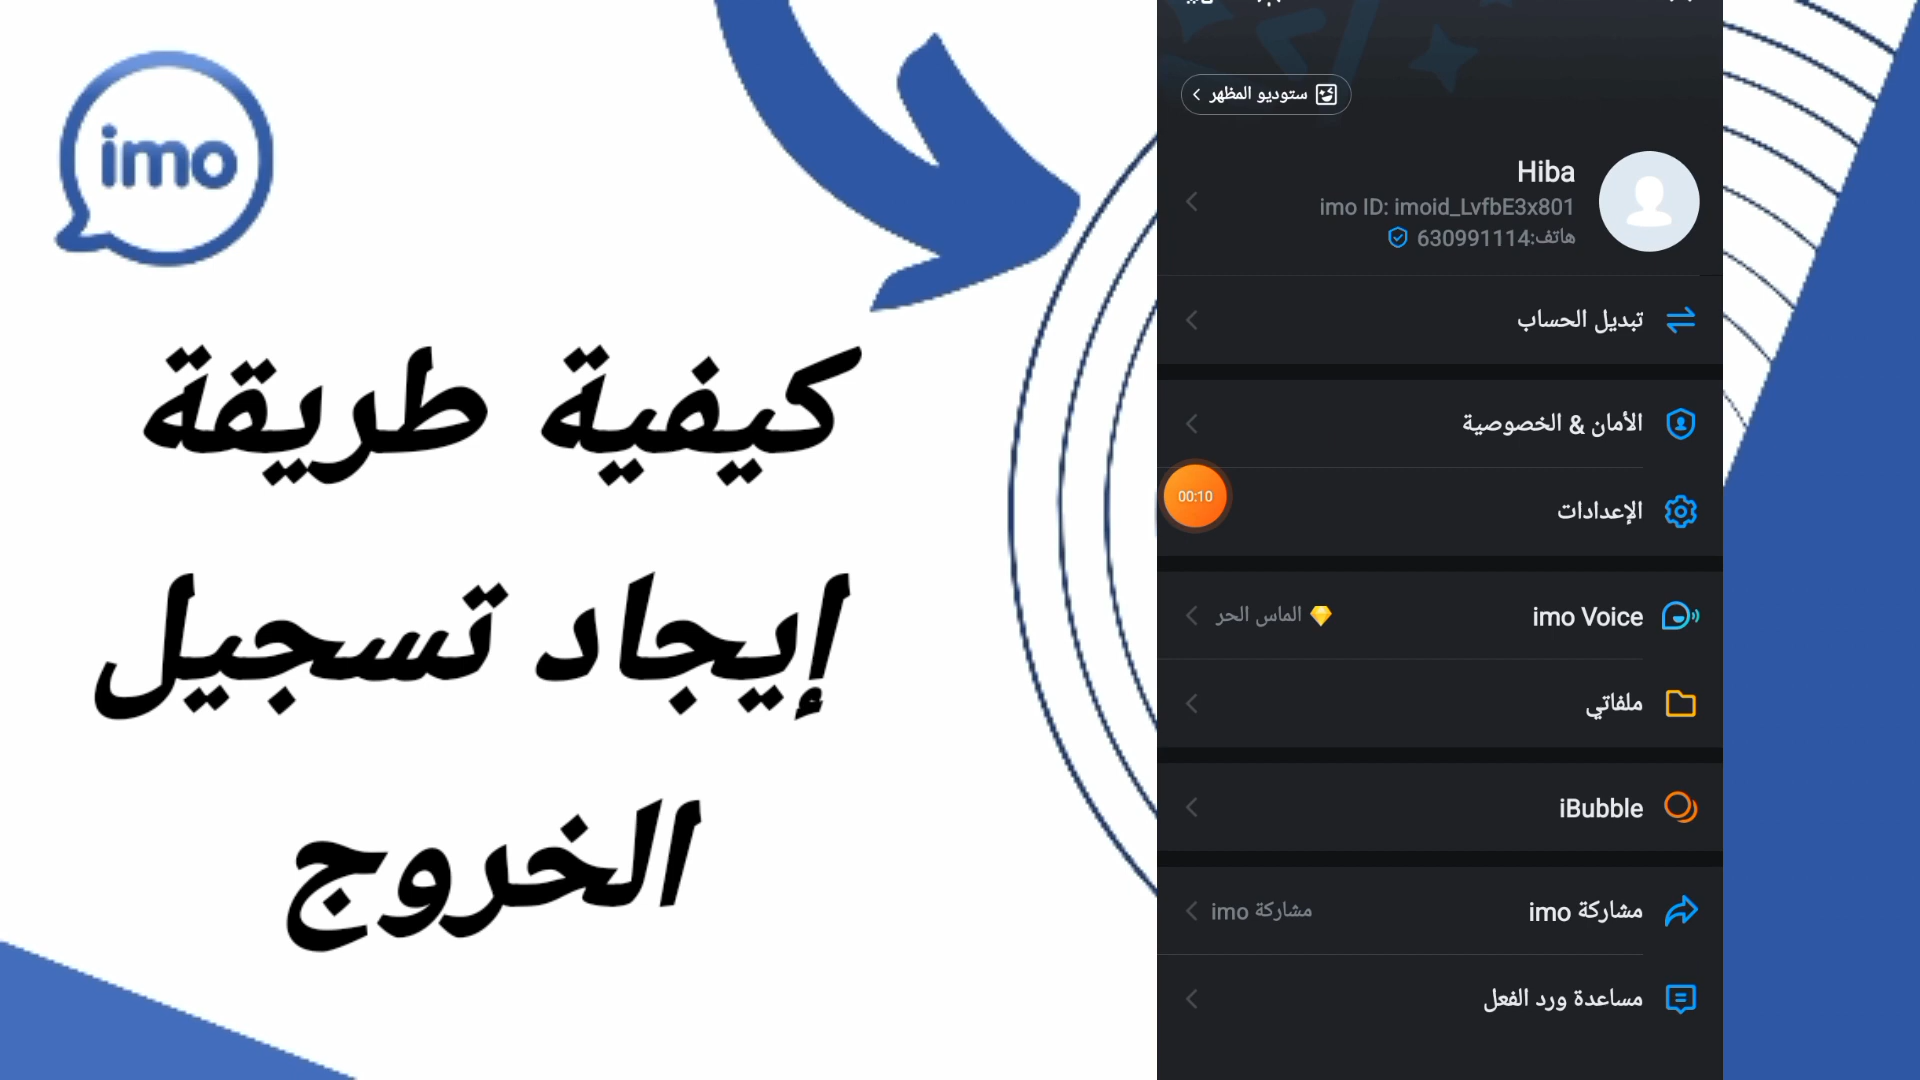 imo
كيفية طريقة
إيجاد تسجيل
الخروج
ستوديو المظهر
Hiba
imo ID: imoid_LvfbE3x801
هاتف:630991114
تبديل الحساب
الأمان & الخصوصية
00:10
الإعدادات
imo Voice
الماس الحر
ملفاتي
iBubble
مشاركة imo
مشاركة imo
مساعدة ورد الفعل